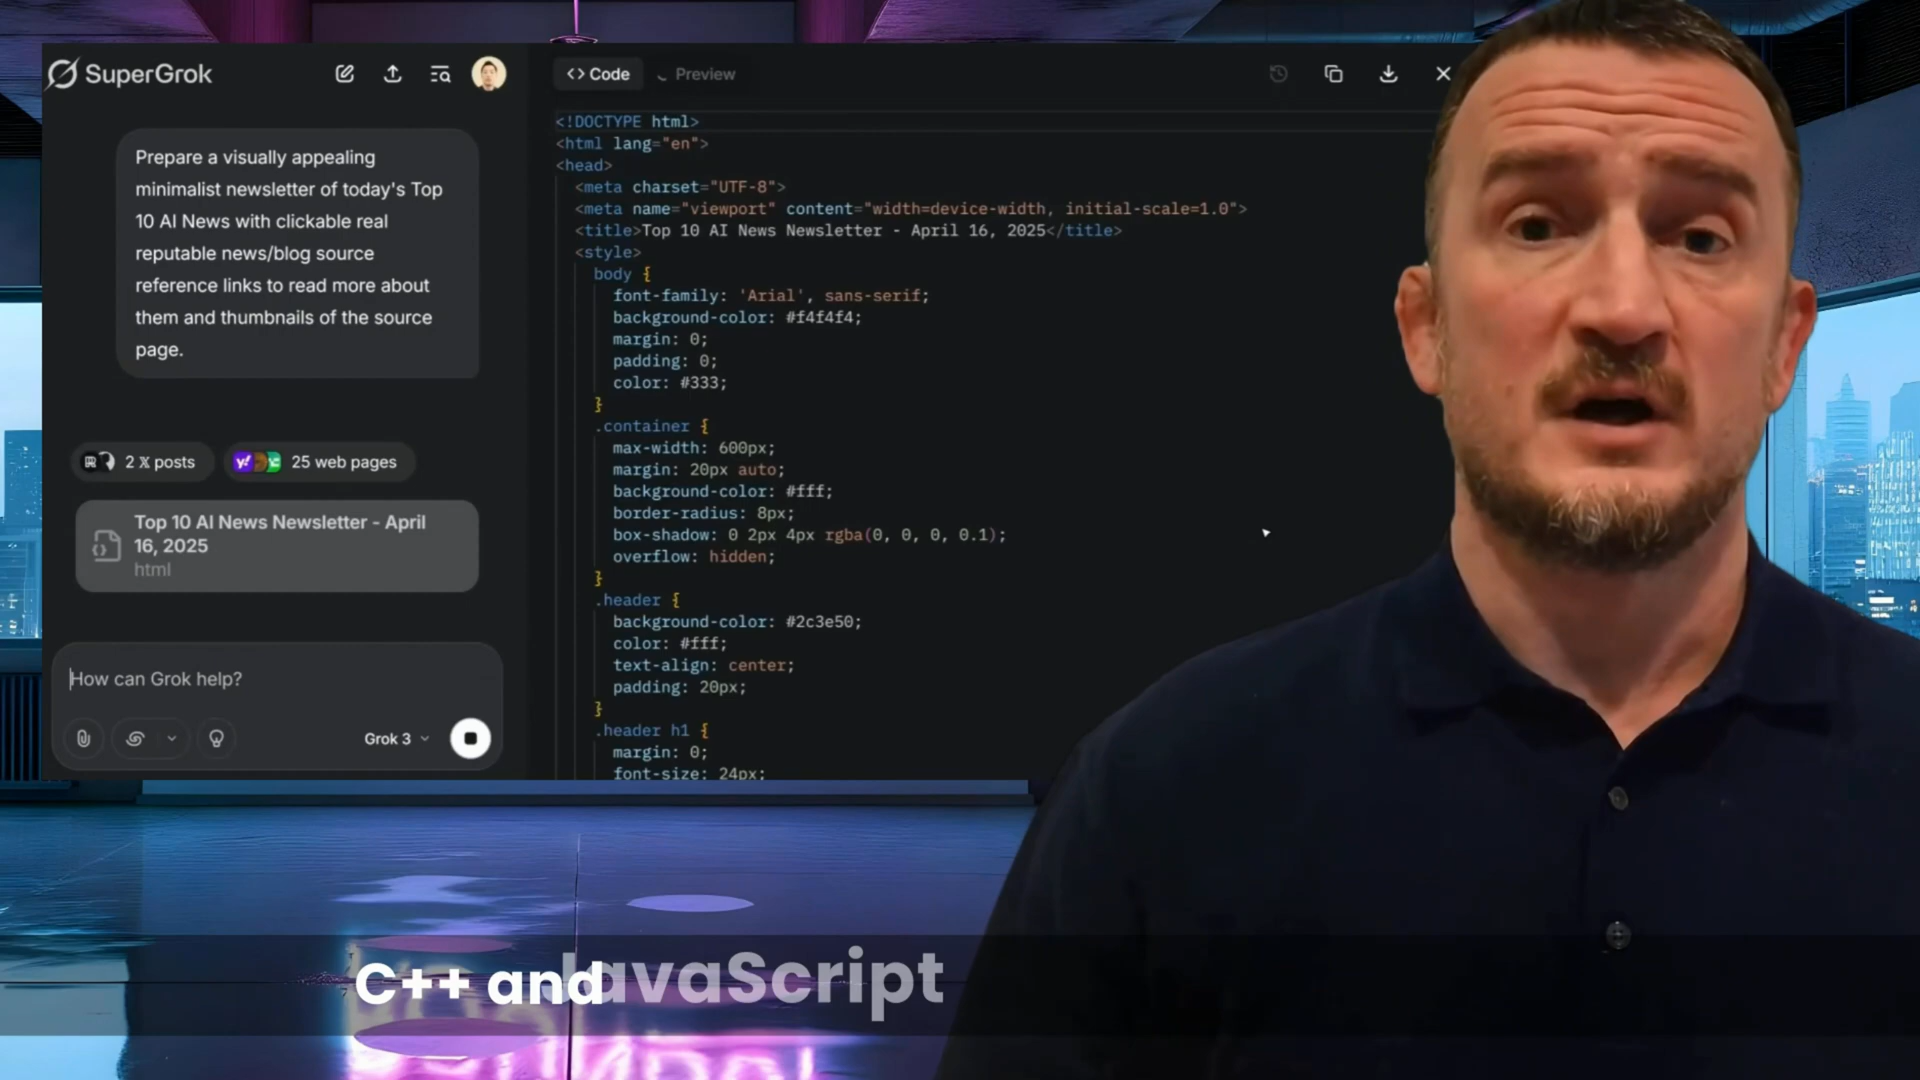 SuperGrok
Prepare a visually appealing
minimalist newsletter of today's Top
10 AI News with clickable real
reputable news/blog source
reference links to read more about
them and thumbnails of the source
page.
2 𝕏 posts
25 web pages
Top 10 AI News Newsletter - April
16, 2025
html
How can Grok help?
Grok 3
<> Code
Preview
<!DOCTYPE html>
<html lang="en">
<head>
<meta charset="UTF-8">
<meta name="viewport" content="width=device-width, initial-scale=1.0">
<title>Top 10 AI News Newsletter - April 16, 2025</title>
<style>
body {
font-family: 'Arial', sans-serif;
background-color: #f4f4f4;
margin: 0;
padding: 0;
color: #333;
}
.container {
max-width: 600px;
margin: 20px auto;
background-color: #fff;
border-radius: 8px;
box-shadow: 0 2px 4px rgba(0, 0, 0, 0.1);
overflow: hidden;
}
.header {
background-color: #2c3e50;
color: #fff;
text-align: center;
padding: 20px;
}
.header h1 {
margin: 0;
font-size: 24px;
C++ and JavaScript